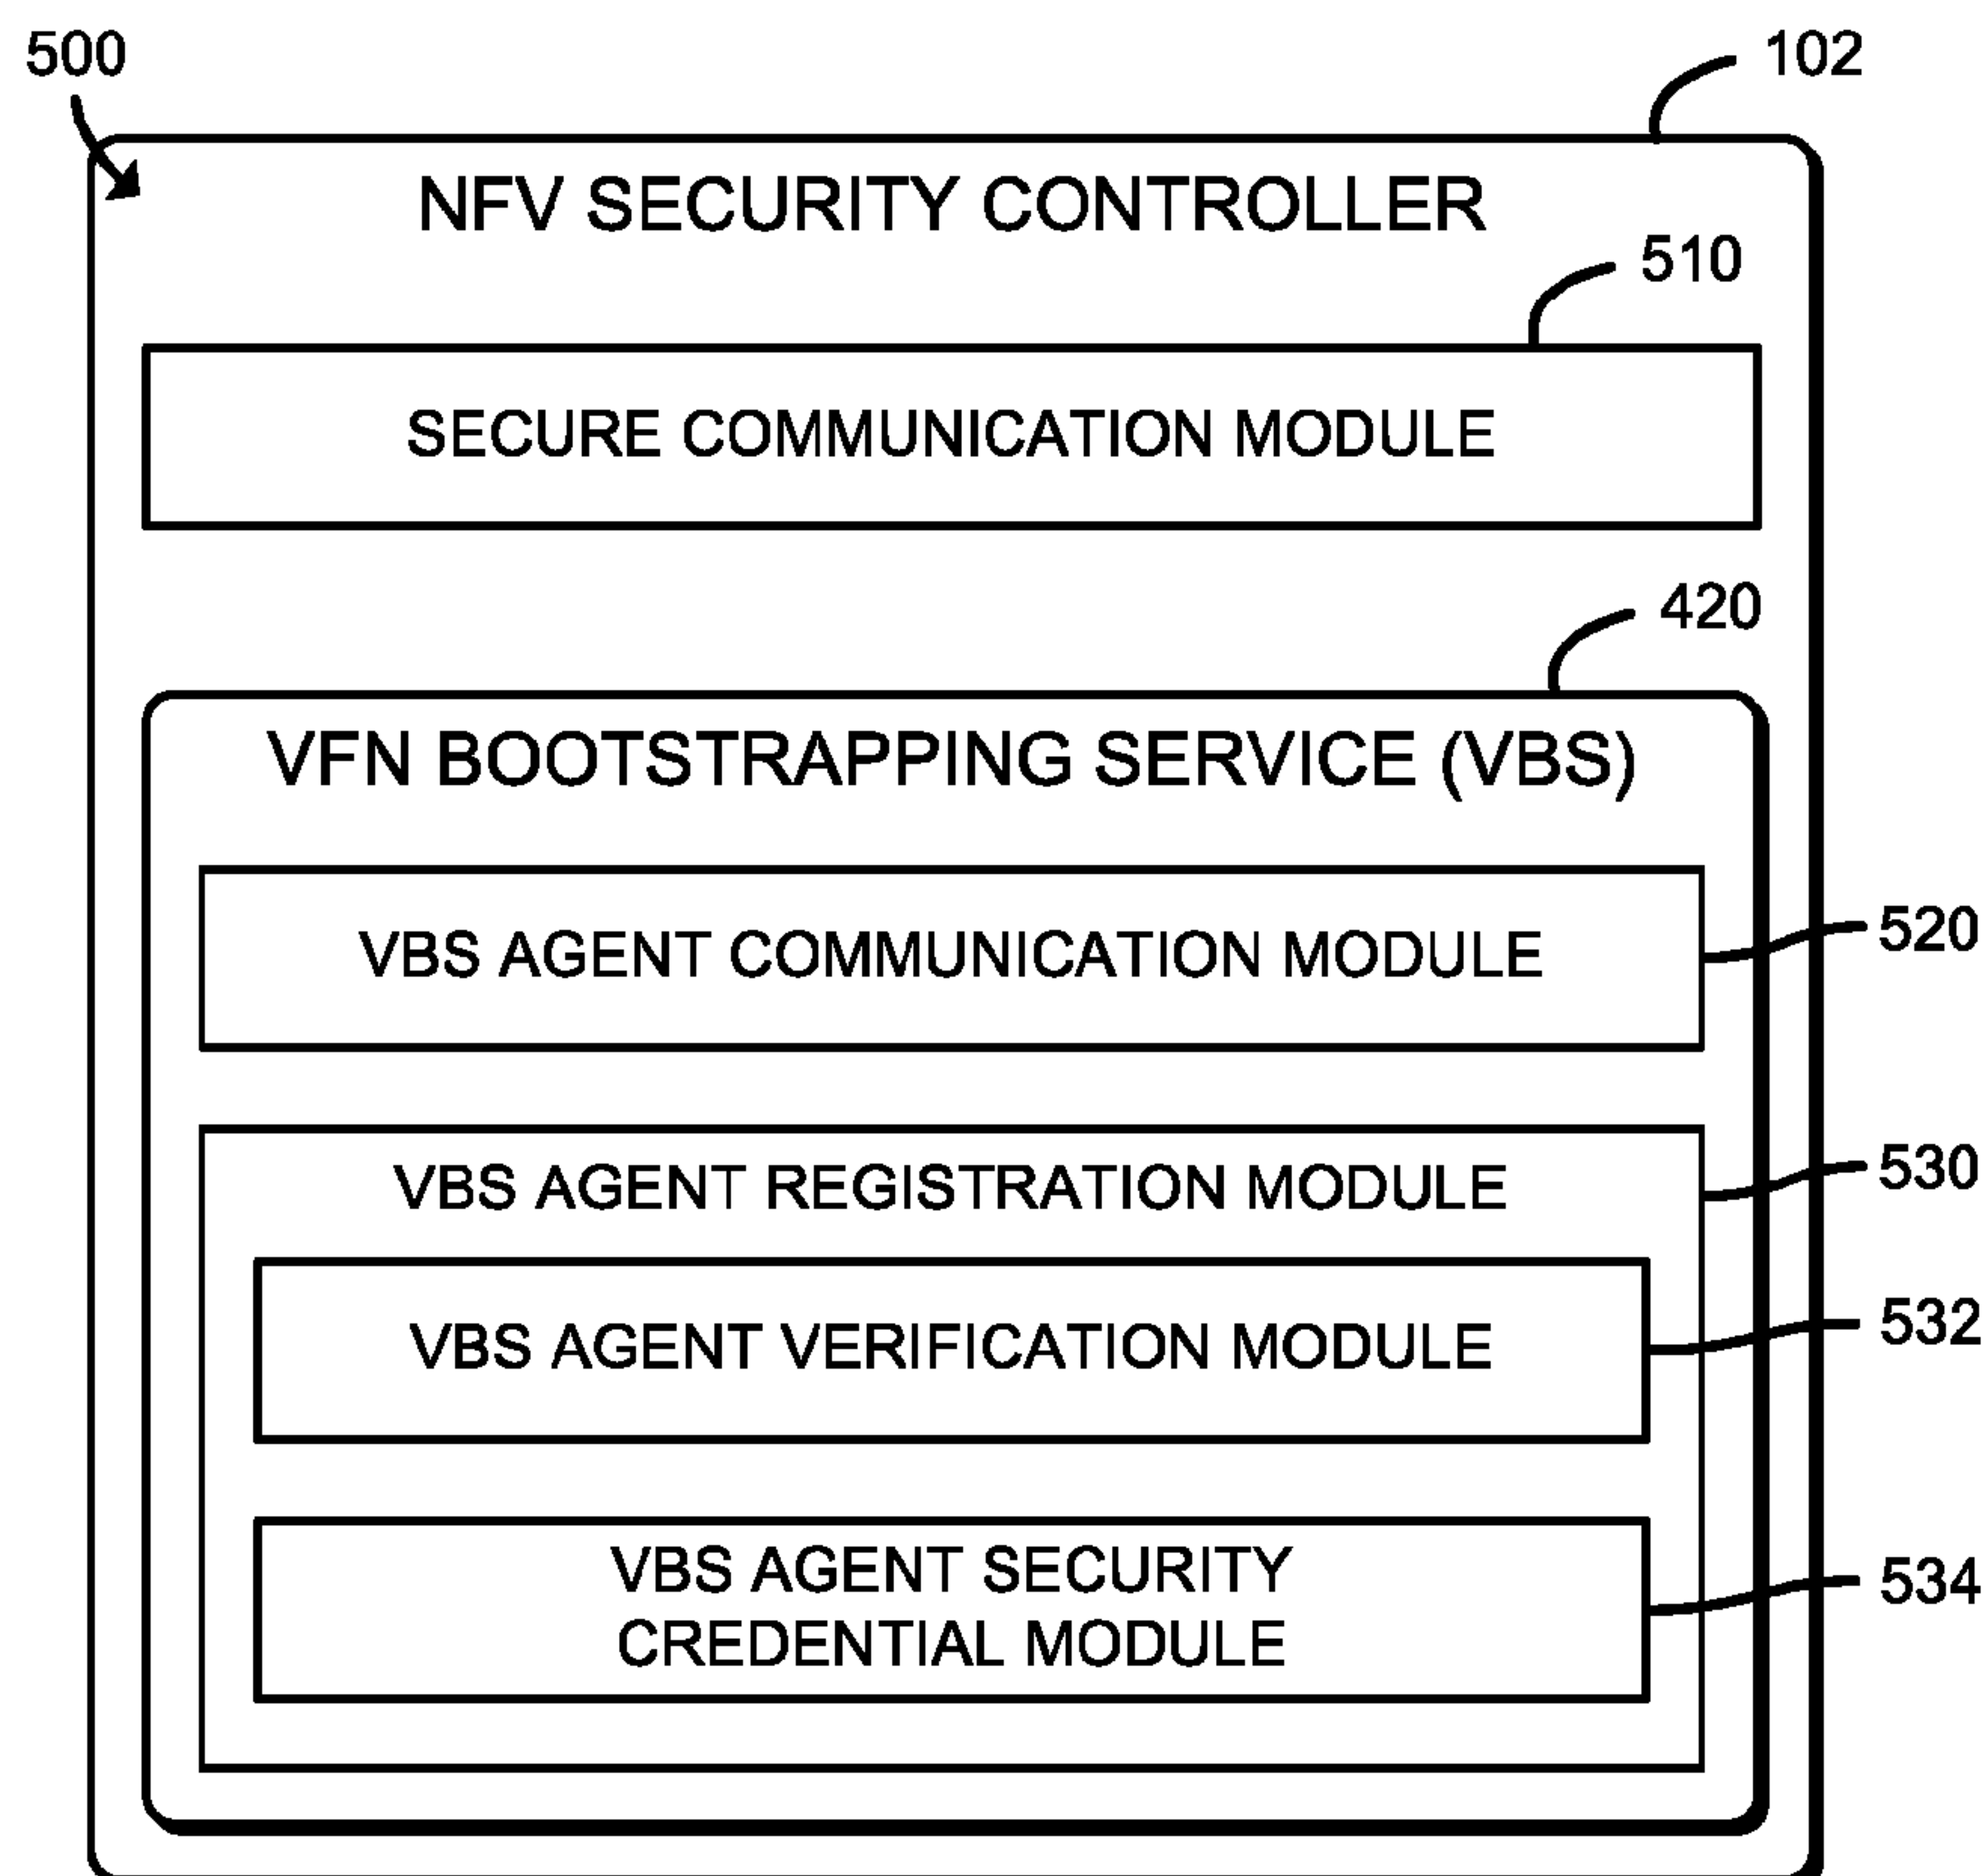 500
102
NFV SECURITY CONTROLLER
510
SECURE COMMUNICATION MODULE
420
VFN BOOTSTRAPPING SERVICE (VBS)
VBS AGENT COMMUNICATION MODULE
520
VBS AGENT REGISTRATION MODULE
530
VBS AGENT VERIFICATION MODULE
532
VBS AGENT SECURITY
CREDENTIAL MODULE
534